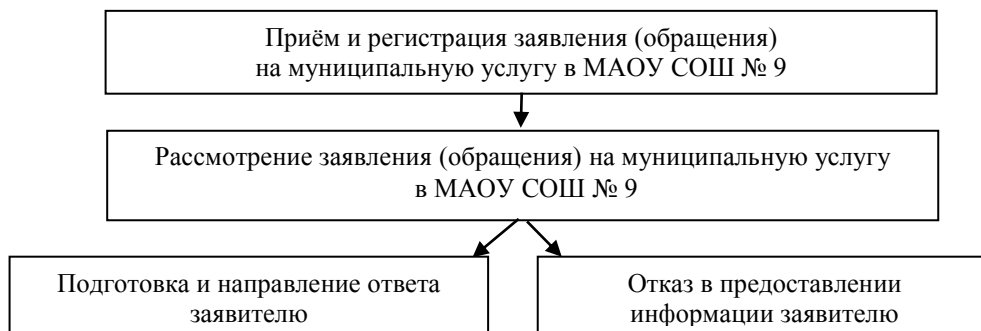 Приём и регистрация заявления (обращения)
на муниципальную услугу в МАОУ СОШ № 9
Рассмотрение заявления (обращения) на муниципальную услугу
в МАОУ СОШ № 9
Подготовка и направление ответа
заявителю
Отказ в предоставлении
информации заявителю